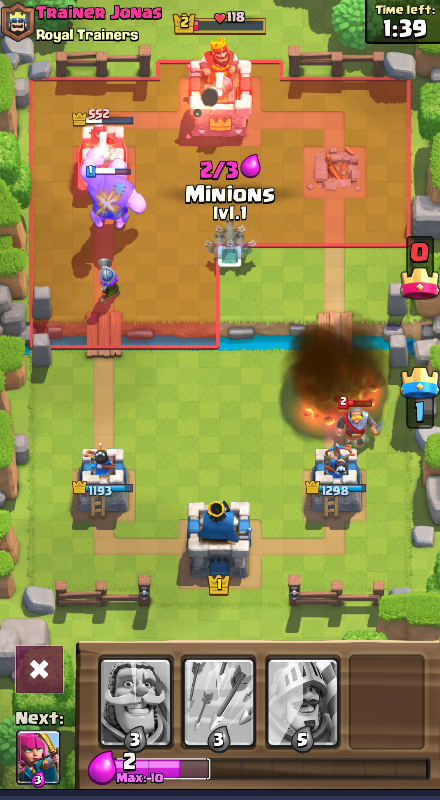 Trainer Jonas
Royal Trainers
2
118
Time left:
1:39
552
1
2/3
Minions
lvl.1
0
1
2
1193
1298
1
Next:
3
3
3
5
2
Max:10